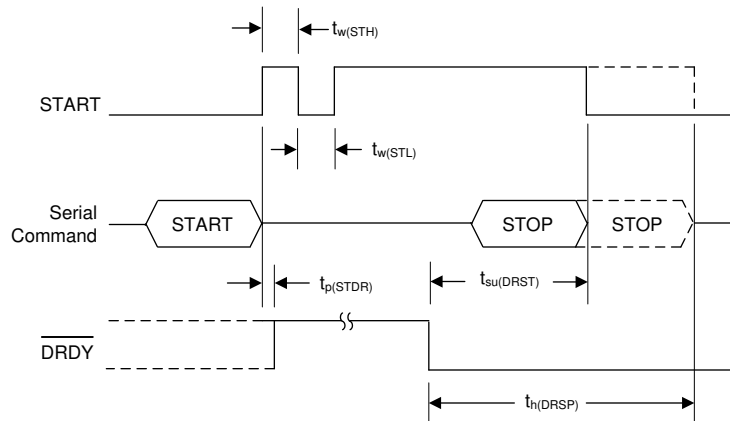 tw(STH)
START
tw(STL)
Serial
Command
START
STOP
STOP
tp(STDR)
tsu(DRST)
DRDY
th(DRSP)